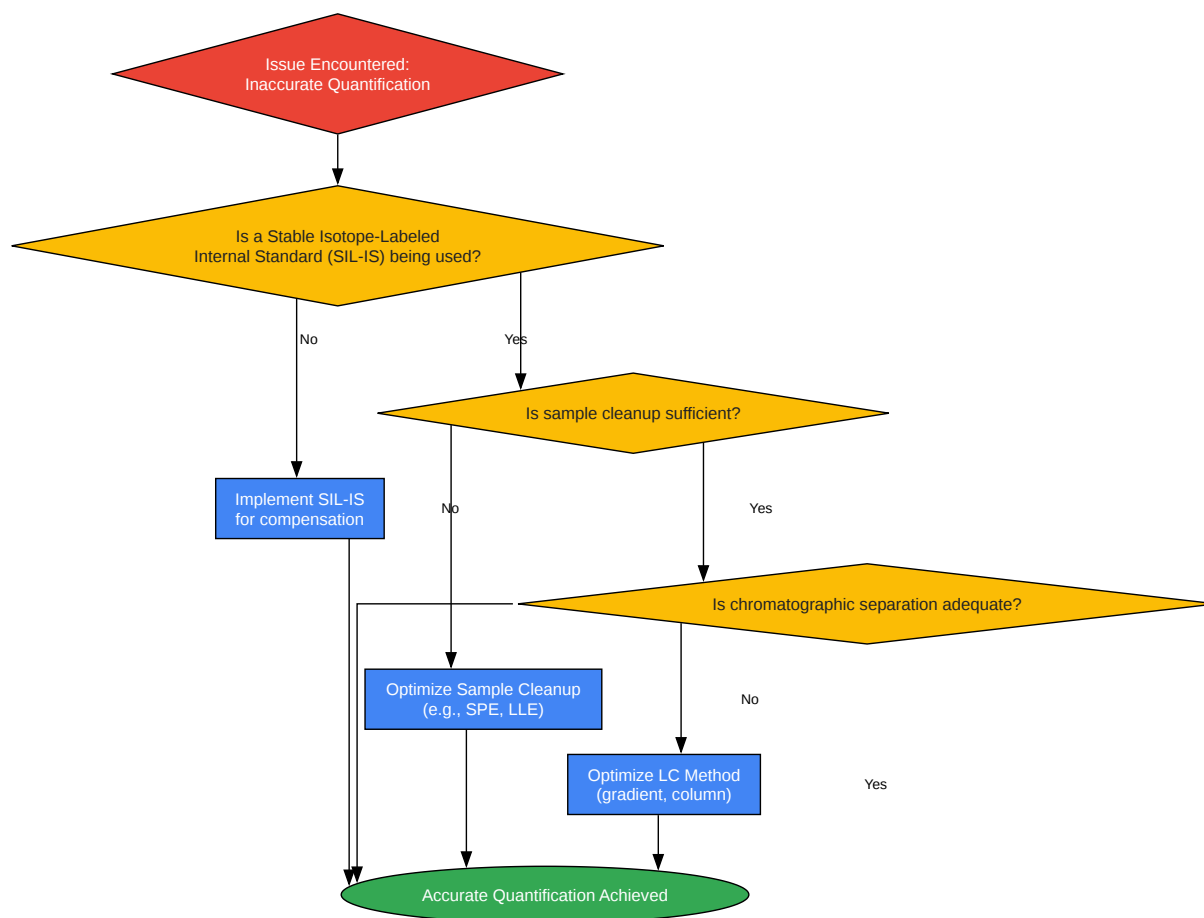 Issue Encountered:
Inaccurate Quantification
Is a Stable Isotope-Labeled
Internal Standard (SIL-IS) being used?
No
Yes
Is sample cleanup sufficient?
Implement SIL-IS
for compensation
No
Yes
Is chromatographic separation adequate?
Optimize Sample Cleanup
(e.g., SPE, LLE)
No
Optimize LC Method
(gradient, column)
Yes
Accurate Quantification Achieved